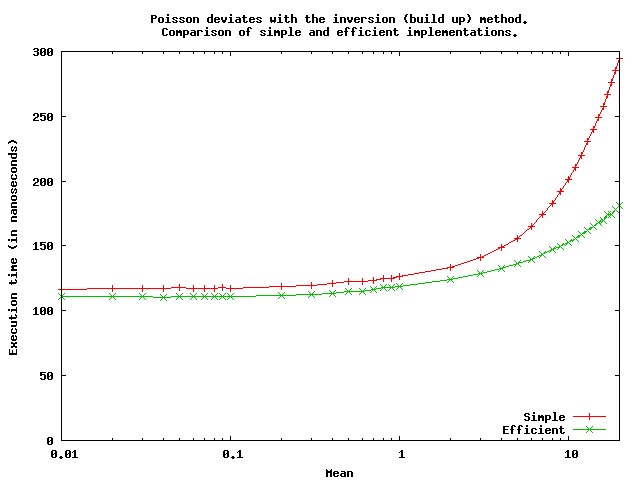 Poisson deviates with the inversion (build up) method.
Comparison of simple and efficient implementations.
300
250
200
150
100
50
0
Execution time (in nanoseconds)
Simple
Efficient
0.01
0.1
1
10
Mean